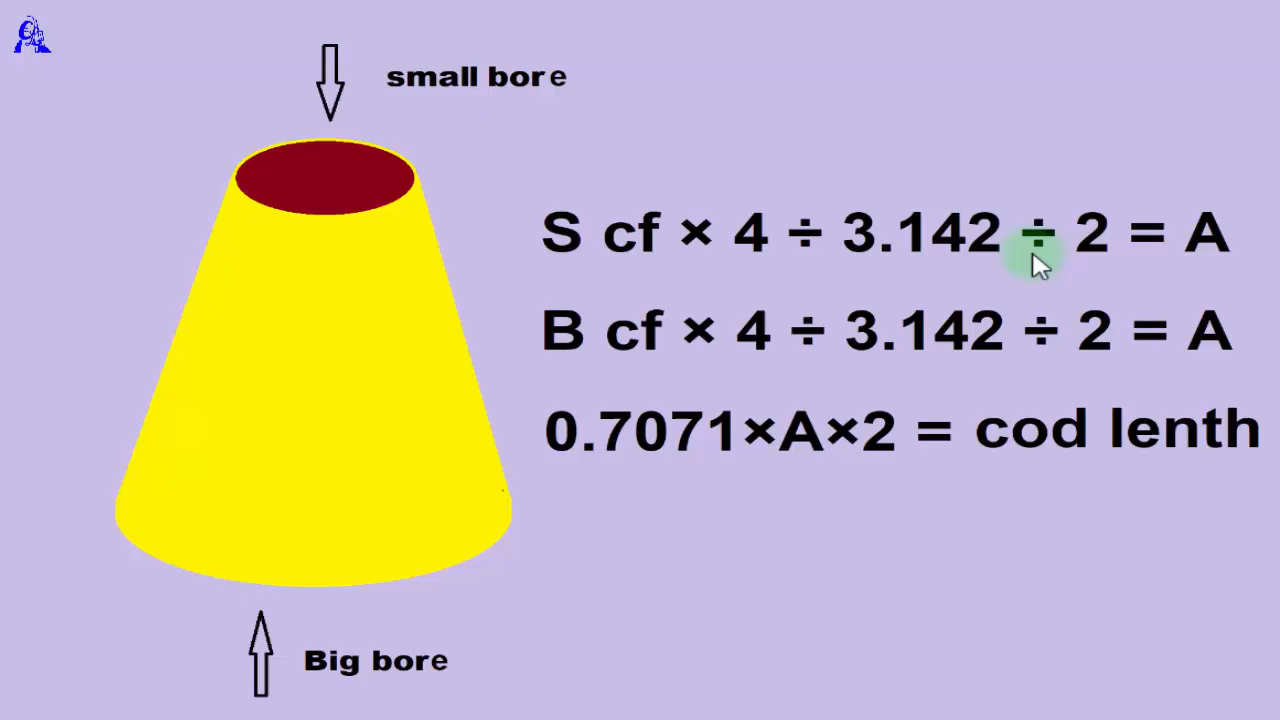 small bore
S cf × 4 ÷ 3.142 ÷ 2 = A
B cf × 4 ÷ 3.142 ÷ 2 = A
0.7071×A×2 = cod lenth
Big bore